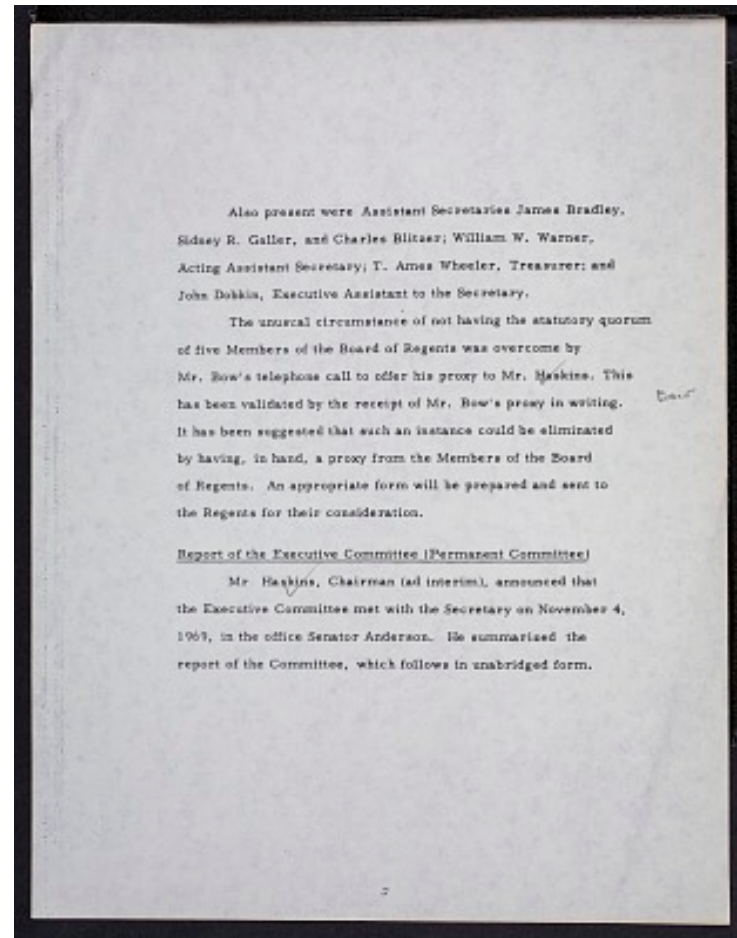 Also present were Assistant Secretaries James Bradley,
Sidney R. Galler, and Charles Blitzer; William W. Warner,
Acting Assistant Secretary; T. Ames Wheeler, Treasurer; and
John Dobkin, Executive Assistant to the Secretary.
The unusual circumstance of not having the statutory quorum
of five Members of the Board of Regents was overcome by
Mr. Bow's telephone call to offer his proxy to Mr. Haskins. This
has been validated by the receipt of Mr. Bow's proxy in writing.
Bow
It has been suggested that such an instance could be eliminated
by having, in hand, a proxy from the Members of the Board
of Regents. An appropriate form will be prepared and sent to
the Regents for their consideration.
Report of the Executive Committee (Permanent Committee)
Mr Haskins, Chairman (ad interim), announced that
the Executive Committee met with the Secretary on November 4,
1969, in the office Senator Anderson. He summarized the
report of the Committee, which follows in unabridged form.
2